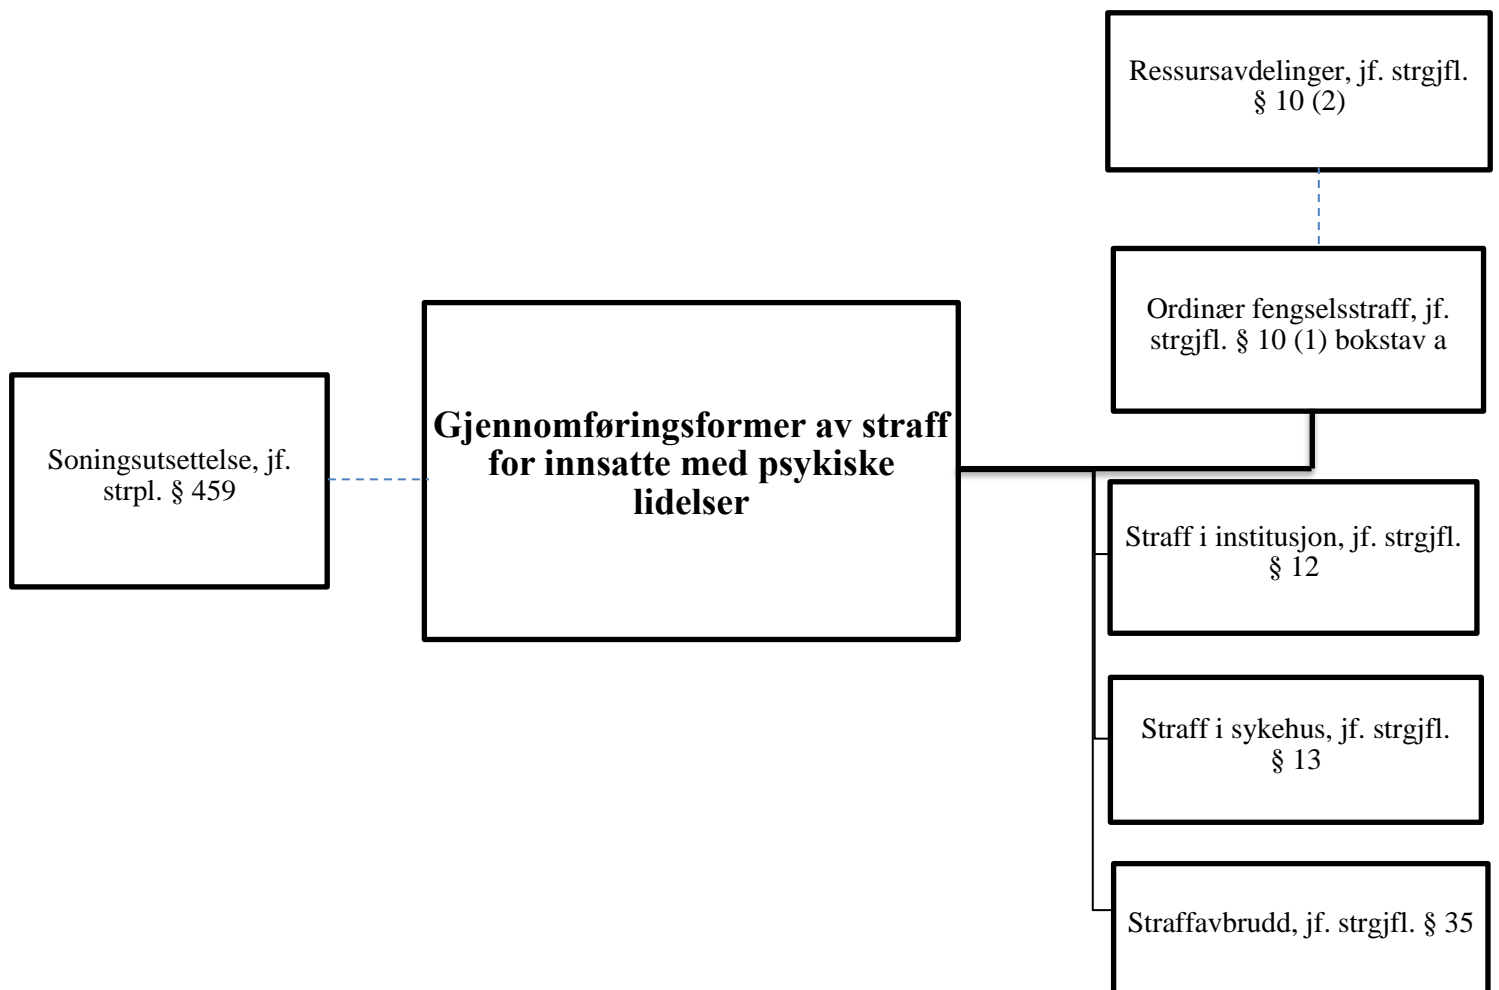 Ressursavdelinger, jf. strgjfl.
§ 10 (2)
Ordinær fengselsstraff, jf.
strgjfl. § 10 (1) bokstav a
Gjennomføringsformer av straff
for innsatte med psykiske
lidelser
Soningsutsettelse, jf.
strpl. § 459
Straff i institusjon, jf. strgjfl.
§ 12
Straff i sykehus, jf. strgjfl.
§ 13
Straffavbrudd, jf. strgjfl. § 35